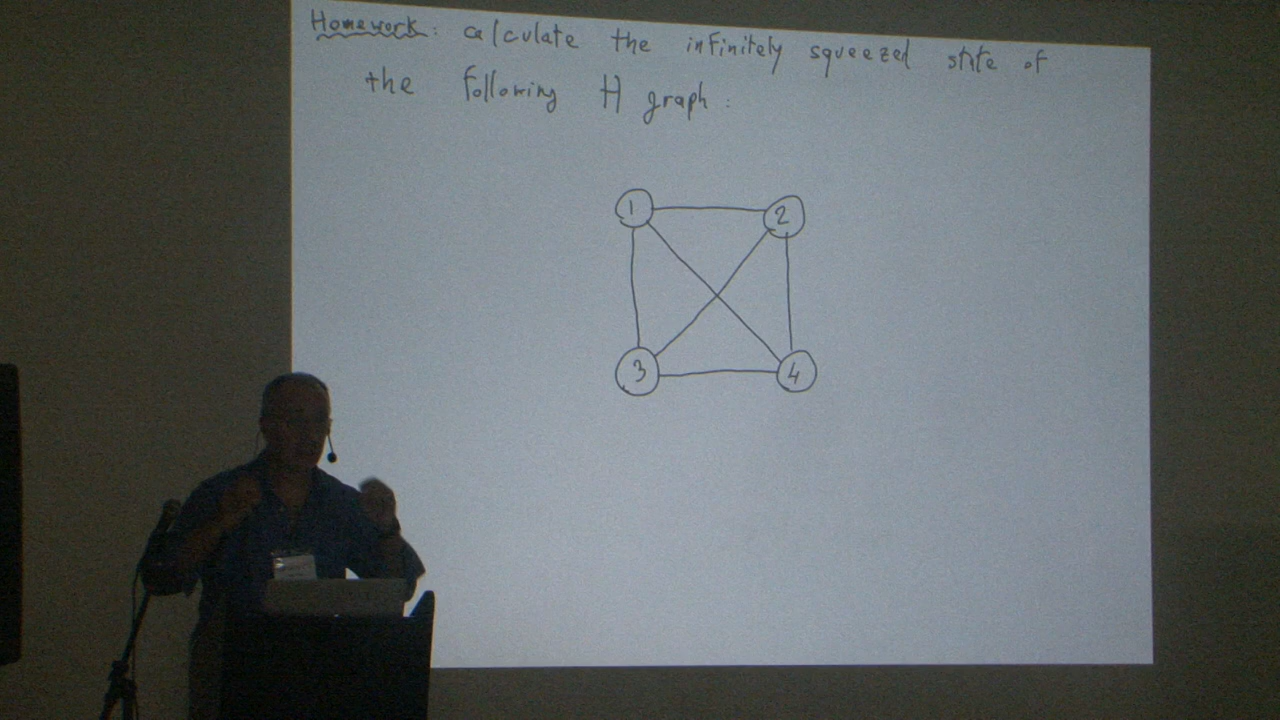 Homework: calculate the infinitely squeezed state of
the following H graph:
1 2
3 4